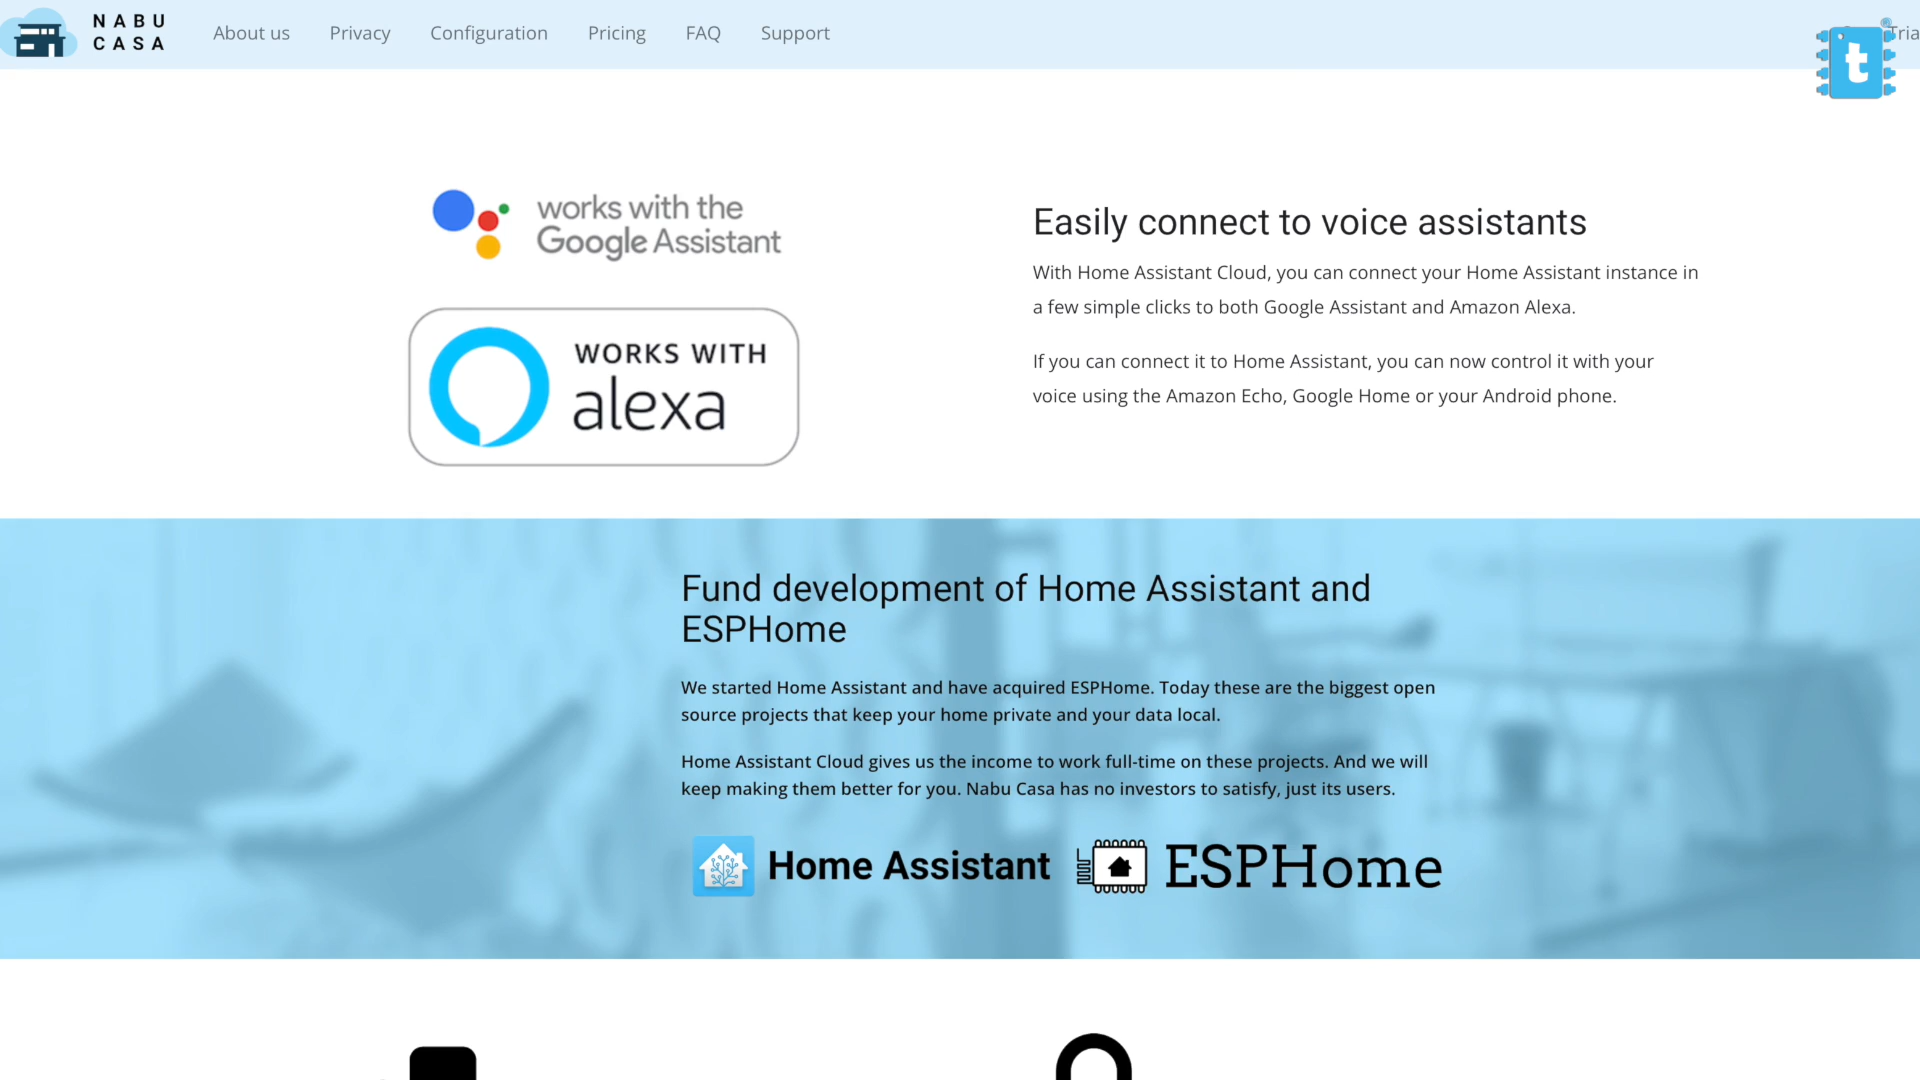 NABU
CASA
About us
Privacy
Configuration
Pricing
FAQ
Support
t
works with the
Google Assistant
WORKS WITH
alexa
Easily connect to voice assistants
With Home Assistant Cloud, you can connect your Home Assistant instance in
a few simple clicks to both Google Assistant and Amazon Alexa.
If you can connect it to Home Assistant, you can now control it with your
voice using the Amazon Echo, Google Home or your Android phone.
Fund development of Home Assistant and
ESPHome
We started Home Assistant and have acquired ESPHome. Today these are the biggest open
source projects that keep your home private and your data local.
Home Assistant Cloud gives us the income to work full-time on these projects. And we will
keep making them better for you. Nabu Casa has no investors to satisfy, just its users.
Home Assistant
ESPHome